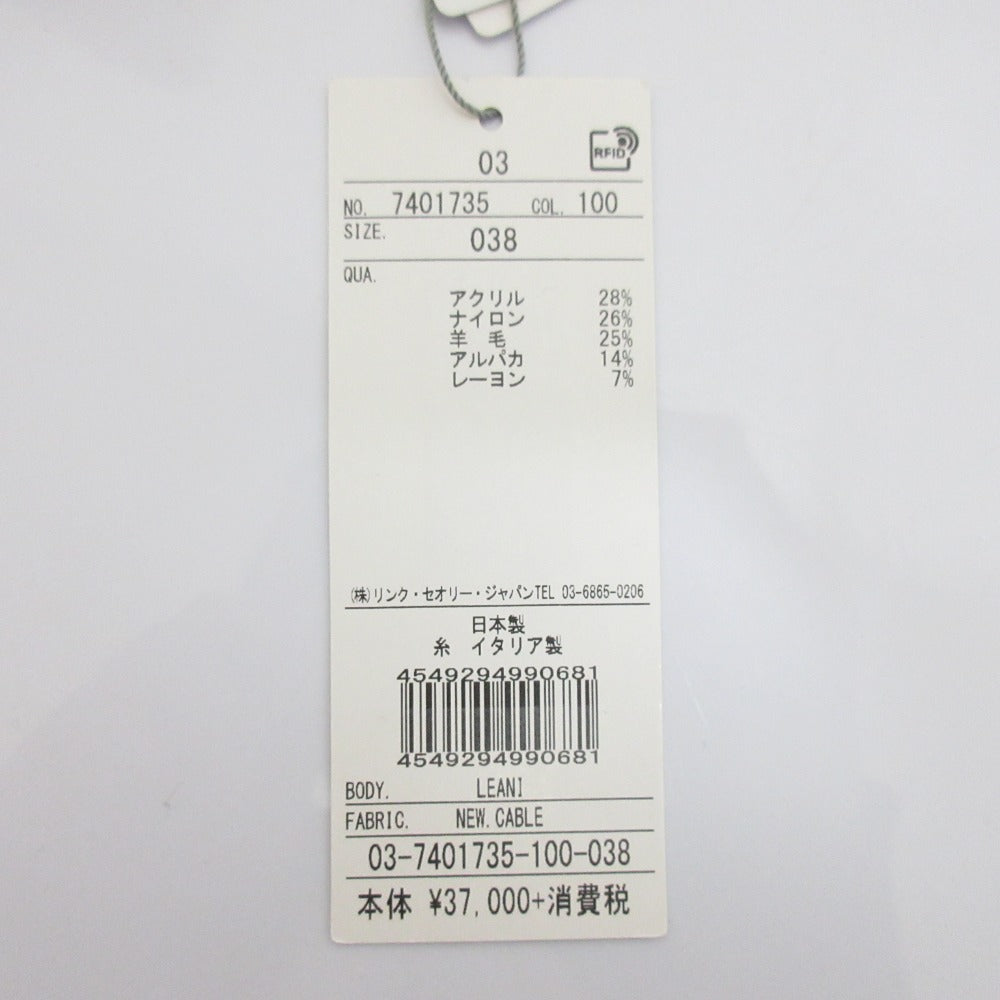 03
RFID
NO. 7401735 COL. 100
SIZE. 038
QUA.
アクリル 28%
ナイロン 26%
羊 毛 25%
アルパカ 14%
レーヨン 7%
㈱リンク・セオリー・ジャパンTEL 03-6865-0206
日本製
糸 イタリア製
4549294990681
4549294990681
BODY. LEANI
FABRIC. NEW.CABLE
03-7401735-100-038
本体 ¥37,000+消費税